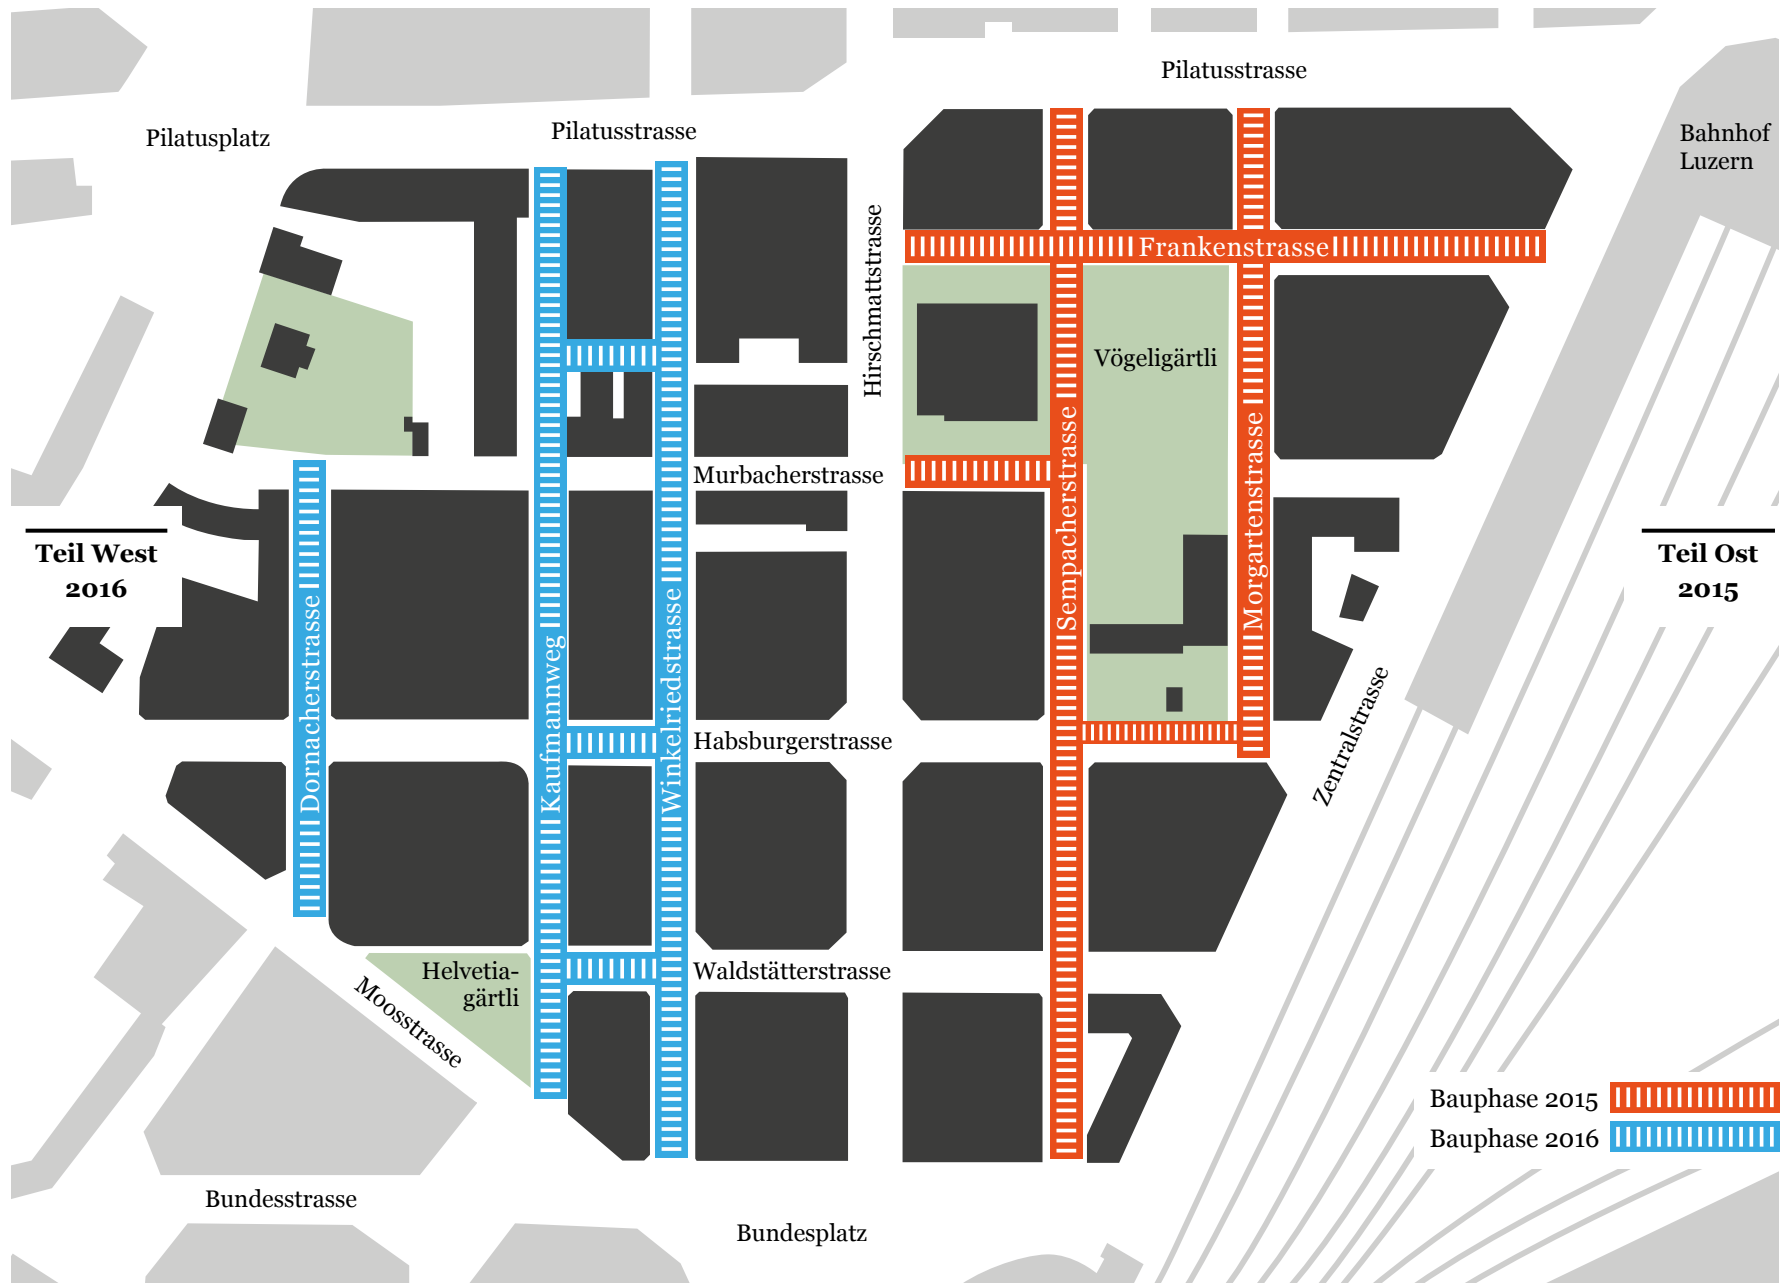 Pilatusstrasse
Pilatusplatz
Pilatusstrasse
Bahnhof
Luzern
Hirschmattstrasse
Frankenstrasse
Vögeligärtli
Sempacherstrasse
Morgartenstrasse
Murbacherstrasse
Teil West
2016
Teil Ost
2015
Dornacherstrasse
Kaufmannweg
Winkelriedstrasse
Habsburgerstrasse
Zentralstrasse
Helvetia-
gärtli
Waldstätterstrasse
Moosstrasse
Bauphase 2015
Bauphase 2016
Bundesstrasse
Bundesplatz